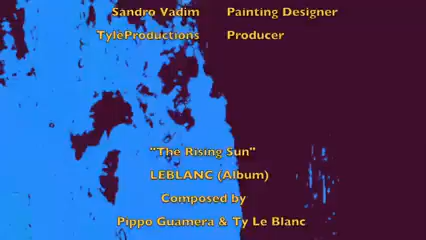 Sandro Vadim Painting Designer
TyleProductions Producer
"The Rising Sun"
LEBLANC (Album)
Composed by
Pippo Guarnera & Ty Le Blanc